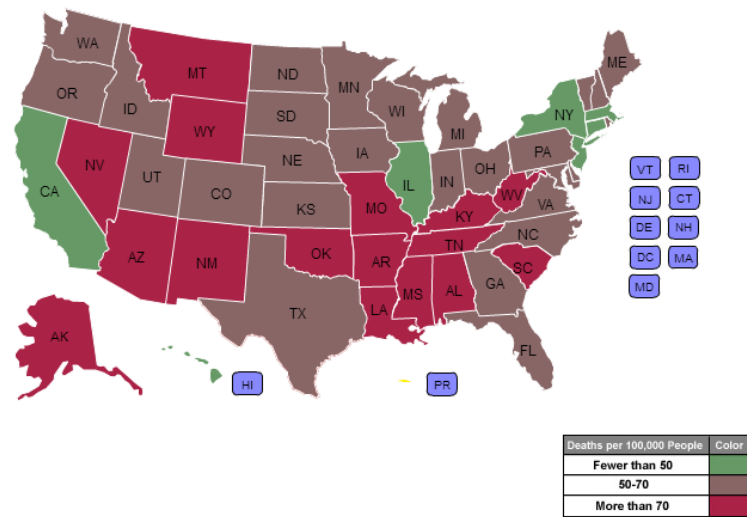 WA
OR
ID
MT
ND
MN
WI
MI
ME
NY
WY
SD
NE
IA
IL
IN
OH
PA
CA
NV
UT
CO
KS
MO
KY
WV
VA
NC
AZ
NM
OK
AR
TN
SC
TX
LA
MS
AL
GA
FL
AK
HI
PR
VT RI
NJ CT
DE NH
DC MA
MD
Deaths per 100,000 People Color
Fewer than 50
50-70
More than 70